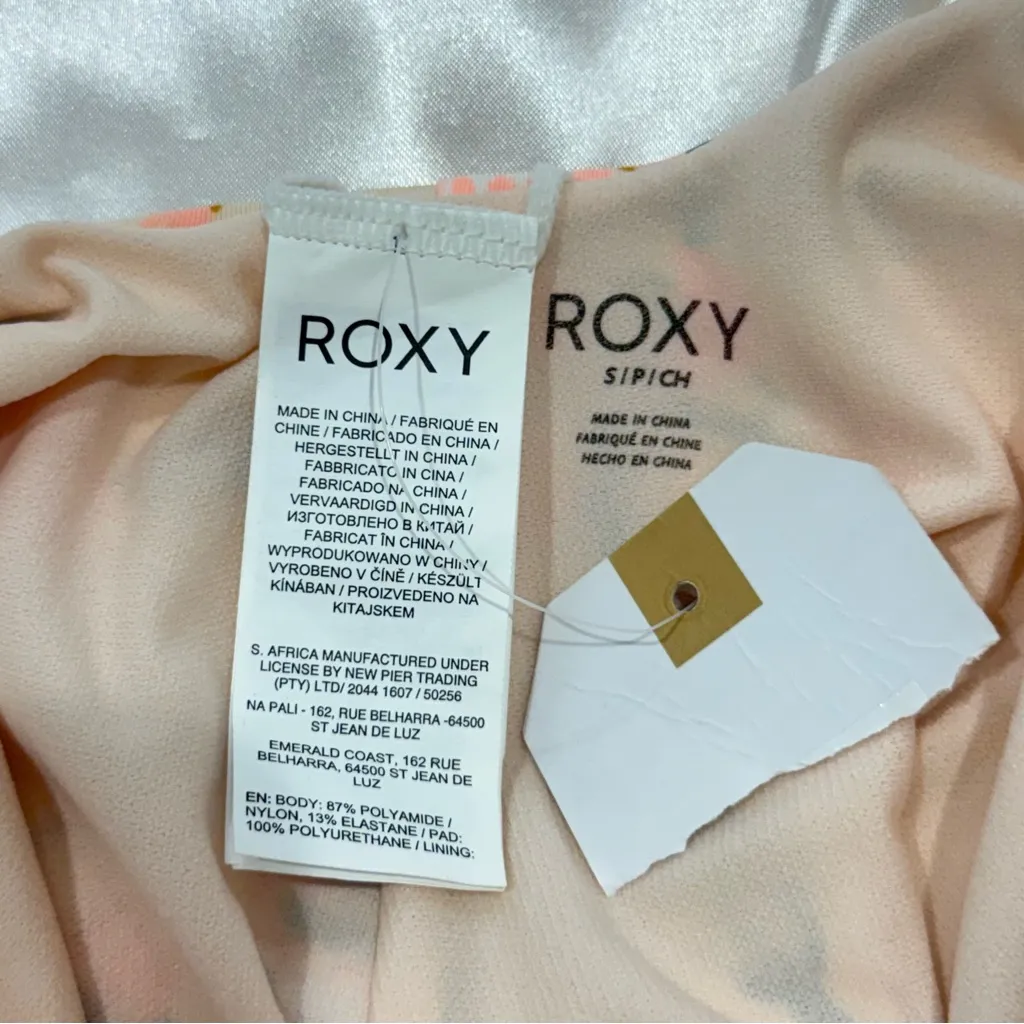 ROXY
MADE IN CHINA / FABRIQUÉ EN
CHINE / FABRICADO EN CHINA /
HERGESTELLT IN CHINA /
FABBRICATO IN CINA /
FABRICADO NA CHINA /
VERVAARDIGD IN CHINA /
ИЗГОТОВЛЕНО В КИТАЙ /
FABRICAT ÎN CHINA /
WYPRODUKOWANO W CHINY /
VYROBENO V ČÍNĚ / KÉSZÜLT
KÍNÁBAN / PROIZVEDENO NA
KITAJSKEM
S. AFRICA MANUFACTURED UNDER
LICENSE BY NEW PIER TRADING
(PTY) LTD/ 2044 1607 / 50256
NA PALI - 162, RUE BELHARRA -64500
ST JEAN DE LUZ
EMERALD COAST, 162 RUE
BELHARRA, 64500 ST JEAN DE
LUZ
EN: BODY: 87% POLYAMIDE /
NYLON, 13% ELASTANE / PAD:
100% POLYURETHANE / LINING:
ROXY
S/P/CH
MADE IN CHINA
FABRIQUÉ EN CHINE
HECHO EN CHINA